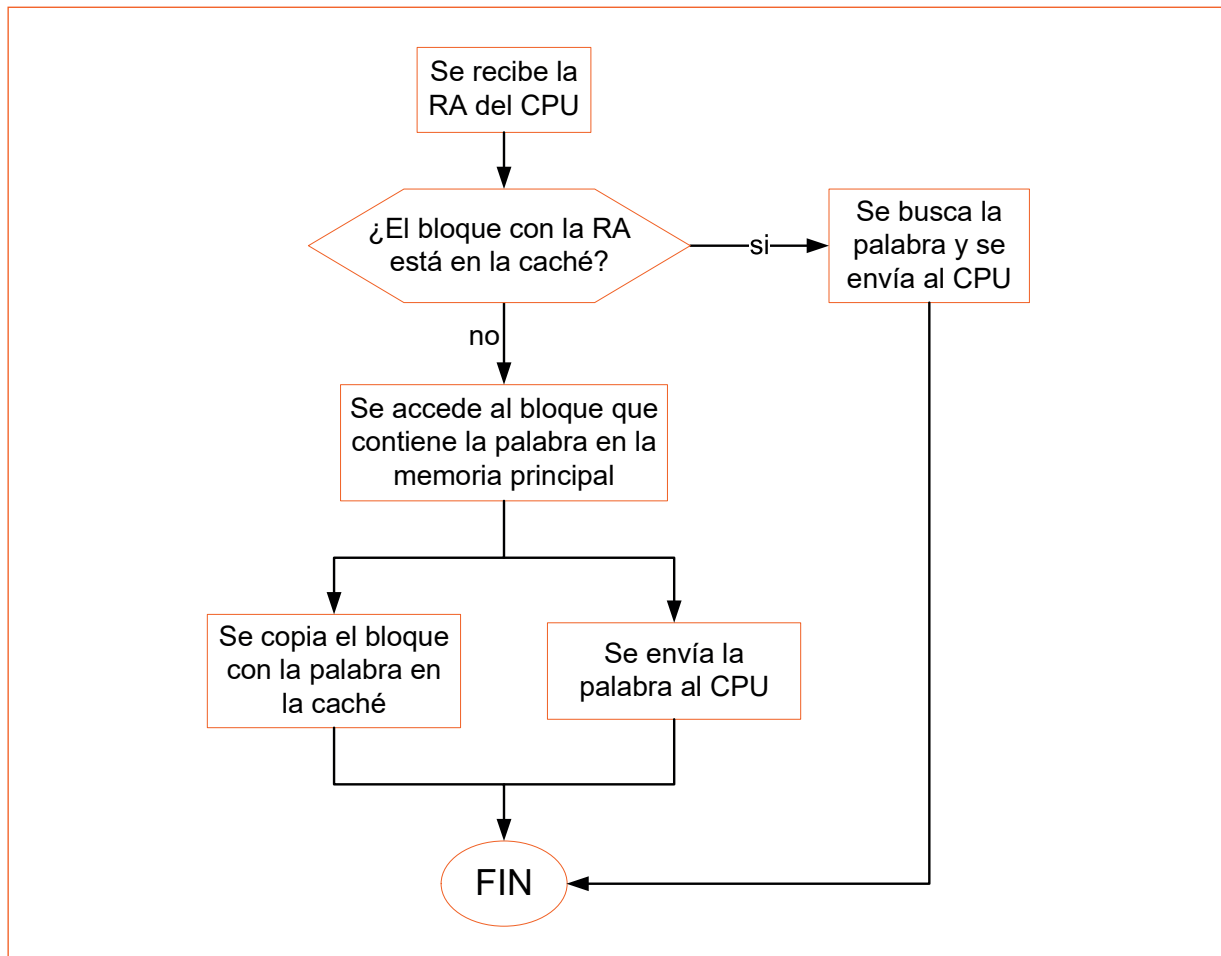 Se recibe la
RA del CPU
¿El bloque con la RA
está en la caché?
si
Se busca la
palabra y se
envía al CPU
no
Se accede al bloque que
contiene la palabra en la
memoria principal
Se copia el bloque
con la palabra en
la caché
Se envía la
palabra al CPU
FIN